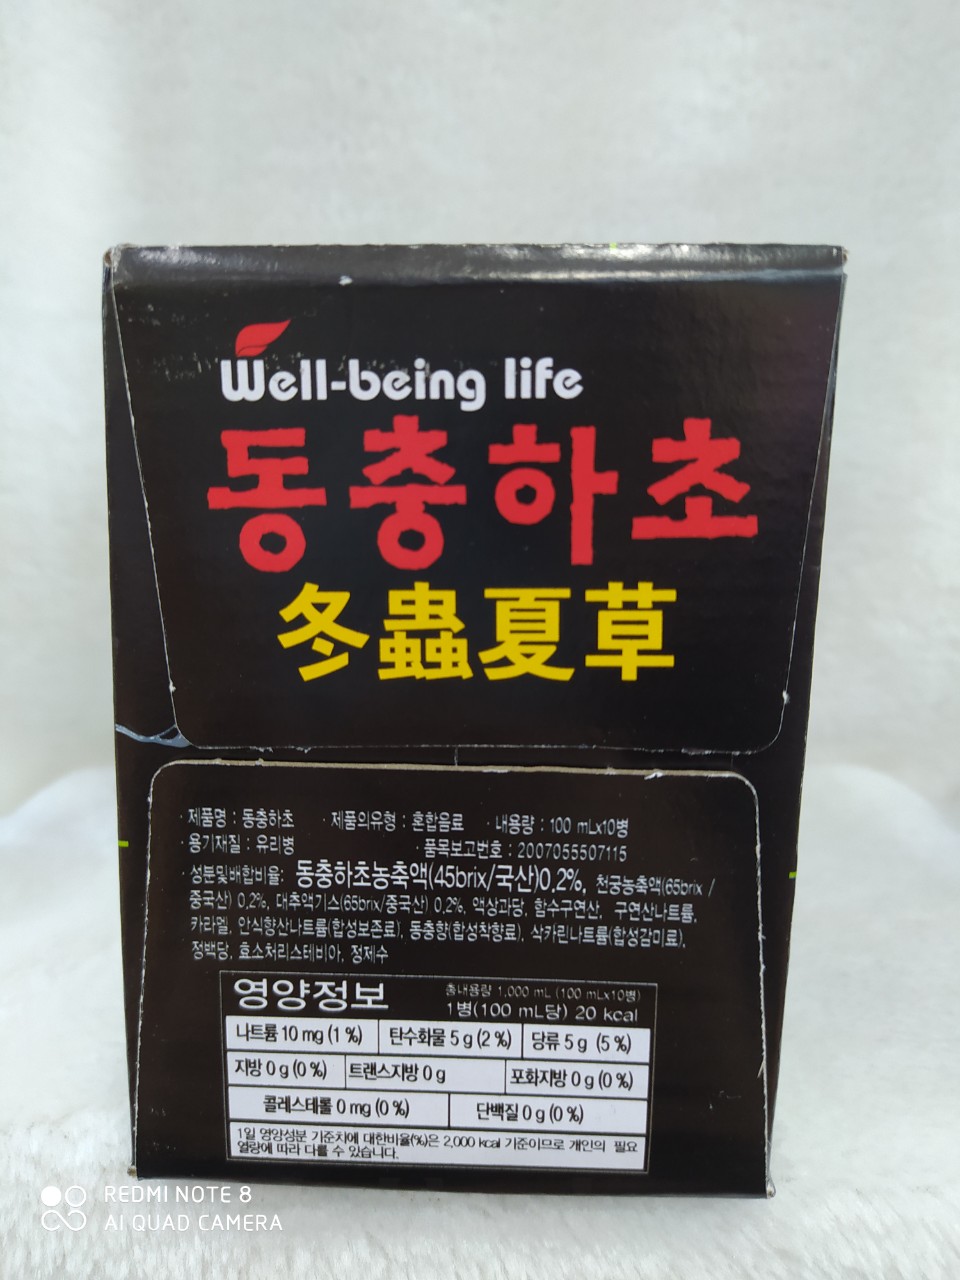 Well-being life
동충하초
冬蟲夏草
· 제품명 : 동충하초 · 제품의유형 : 혼합음료 · 내용량 : 100 mLx10병
· 용기재질 : 유리병 · 품목보고번호 : 2007055507115
· 성분및배합비율: 동충하초농축액(45brix/국산)0.2%, 천궁농축액(65brix /
중국산) 0.2%, 대추엑기스(65brix/중국산) 0.2%, 액상과당, 함수구연산, 구연산나트륨,
카라멜, 안식향산나트륨(합성보존료), 동충향(합성착향료), 삭카린나트륨(합성감미료),
정백당, 효소처리스테비아, 정제수
영양정보
총내용량 1,000 mL (100 mLx10병)
1병(100 mL당) 20 kcal
나트륨 10 mg (1 %) 탄수화물 5 g (2 %) 당류 5 g (5 %)
지방 0 g (0 %) 트랜스지방 0 g 포화지방 0 g (0 %)
콜레스테롤 0 mg (0 %) 단백질 0 g (0 %)
1일 영양성분 기준치에 대한비율(%)은 2,000 kcal 기준이므로 개인의 필요
열량에 따라 다를 수 있습니다.
REDMI NOTE 8
AI QUAD CAMERA